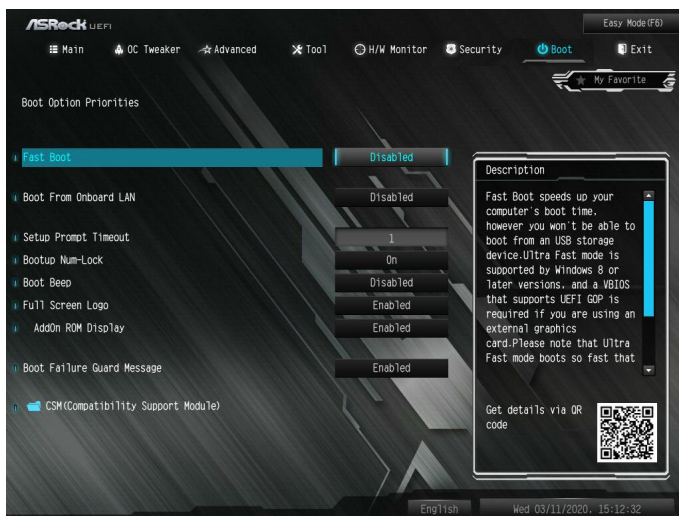 ASRock UEFI
Easy Mode(F6)
Main OC Tweaker Advanced Tool H/W Monitor Security Boot Exit
My Favorite
Boot Option Priorities
Fast Boot Disabled
Boot From Onboard LAN Disabled
Setup Prompt Timeout 1
Bootup Num-Lock On
Boot Beep Disabled
Full Screen Logo Enabled
AddOn ROM Display Enabled
Boot Failure Guard Message Enabled
CSM(Compatibility Support Module)
Description
Fast Boot speeds up your
computer's boot time.
however you won't be able to
boot from an USB storage
device.Ultra Fast mode is
supported by Windows 8 or
later versions. and a VBIOS
that supports UEFI GOP is
required if you are using an
external graphics
card.Please note that Ultra
Fast mode boots so fast that
Get details via QR
code
English
Wed 03/11/2020. 15:12:32